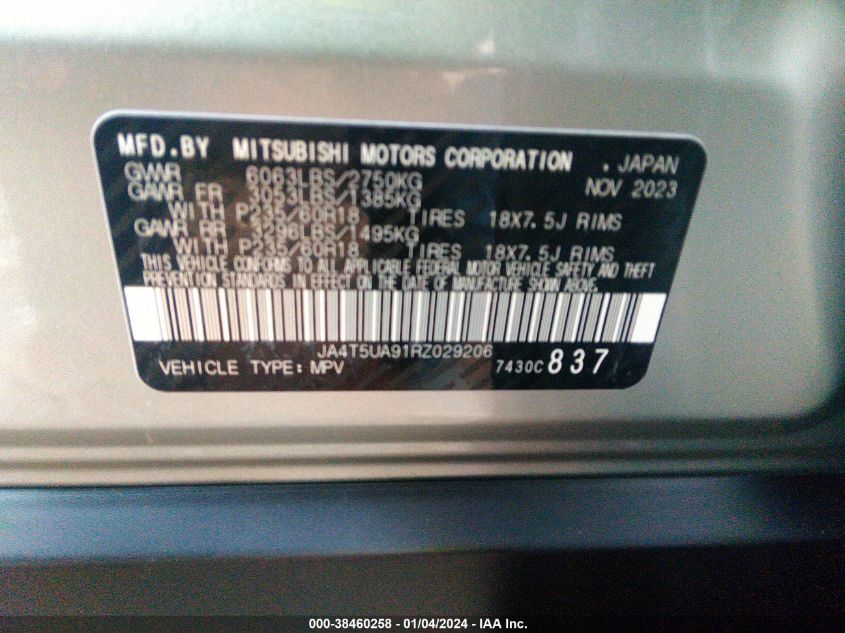 MFD.BY MITSUBISHI MOTORS CORPORATION . JAPAN
GVWR 6063LBS/2750KG NOV 2023
GAWR FR 3053LBS/1385KG
WITH P235/60R18 TIRES 18X7.5J RIMS
GAWR RR 3296LBS/1495KG
WITH P235/60R18 TIRES 18X7.5J RIMS
THIS VEHICLE CONFORMS TO ALL APPLICABLE FEDERAL MOTOR VEHICLE SAFETY AND THEFT
PREVENTION STANDARDS IN EFFECT ON THE DATE OF MANUFACTURE SHOWN ABOVE.
JA4T5UA91RZ029206
VEHICLE TYPE: MPV 7430C 837
000-38460258 - 01/04/2024 - IAA Inc.